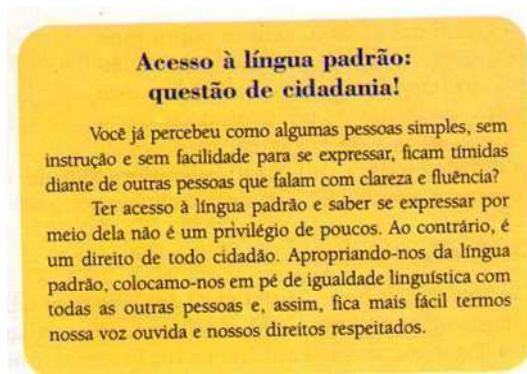 Acesso à língua padrão:
questão de cidadania!
Você já percebeu como algumas pessoas simples, sem
instrução e sem facilidade para se expressar, ficam tímidas
diante de outras pessoas que falam com clareza e fluência?
Ter acesso à língua padrão e saber se expressar por
meio dela não é um privilégio de poucos. Ao contrário, é
um direito de todo cidadão. Apropriando-nos da língua
padrão, colocamo-nos em pé de igualdade linguística com
todas as outras pessoas e, assim, fica mais fácil termos
nossa voz ouvida e nossos direitos respeitados.